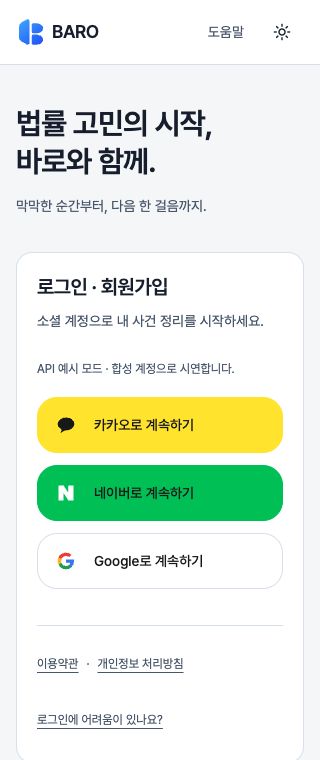 BARO
도움말
법률 고민의 시작,
바로와 함께.
막막한 순간부터, 다음 한 걸음까지.
로그인 · 회원가입
소셜 계정으로 내 사건 정리를 시작하세요.
API 예시 모드 · 합성 계정으로 시연합니다.
카카오로 계속하기
네이버로 계속하기
Google로 계속하기
이용약관 · 개인정보 처리방침
로그인에 어려움이 있나요?